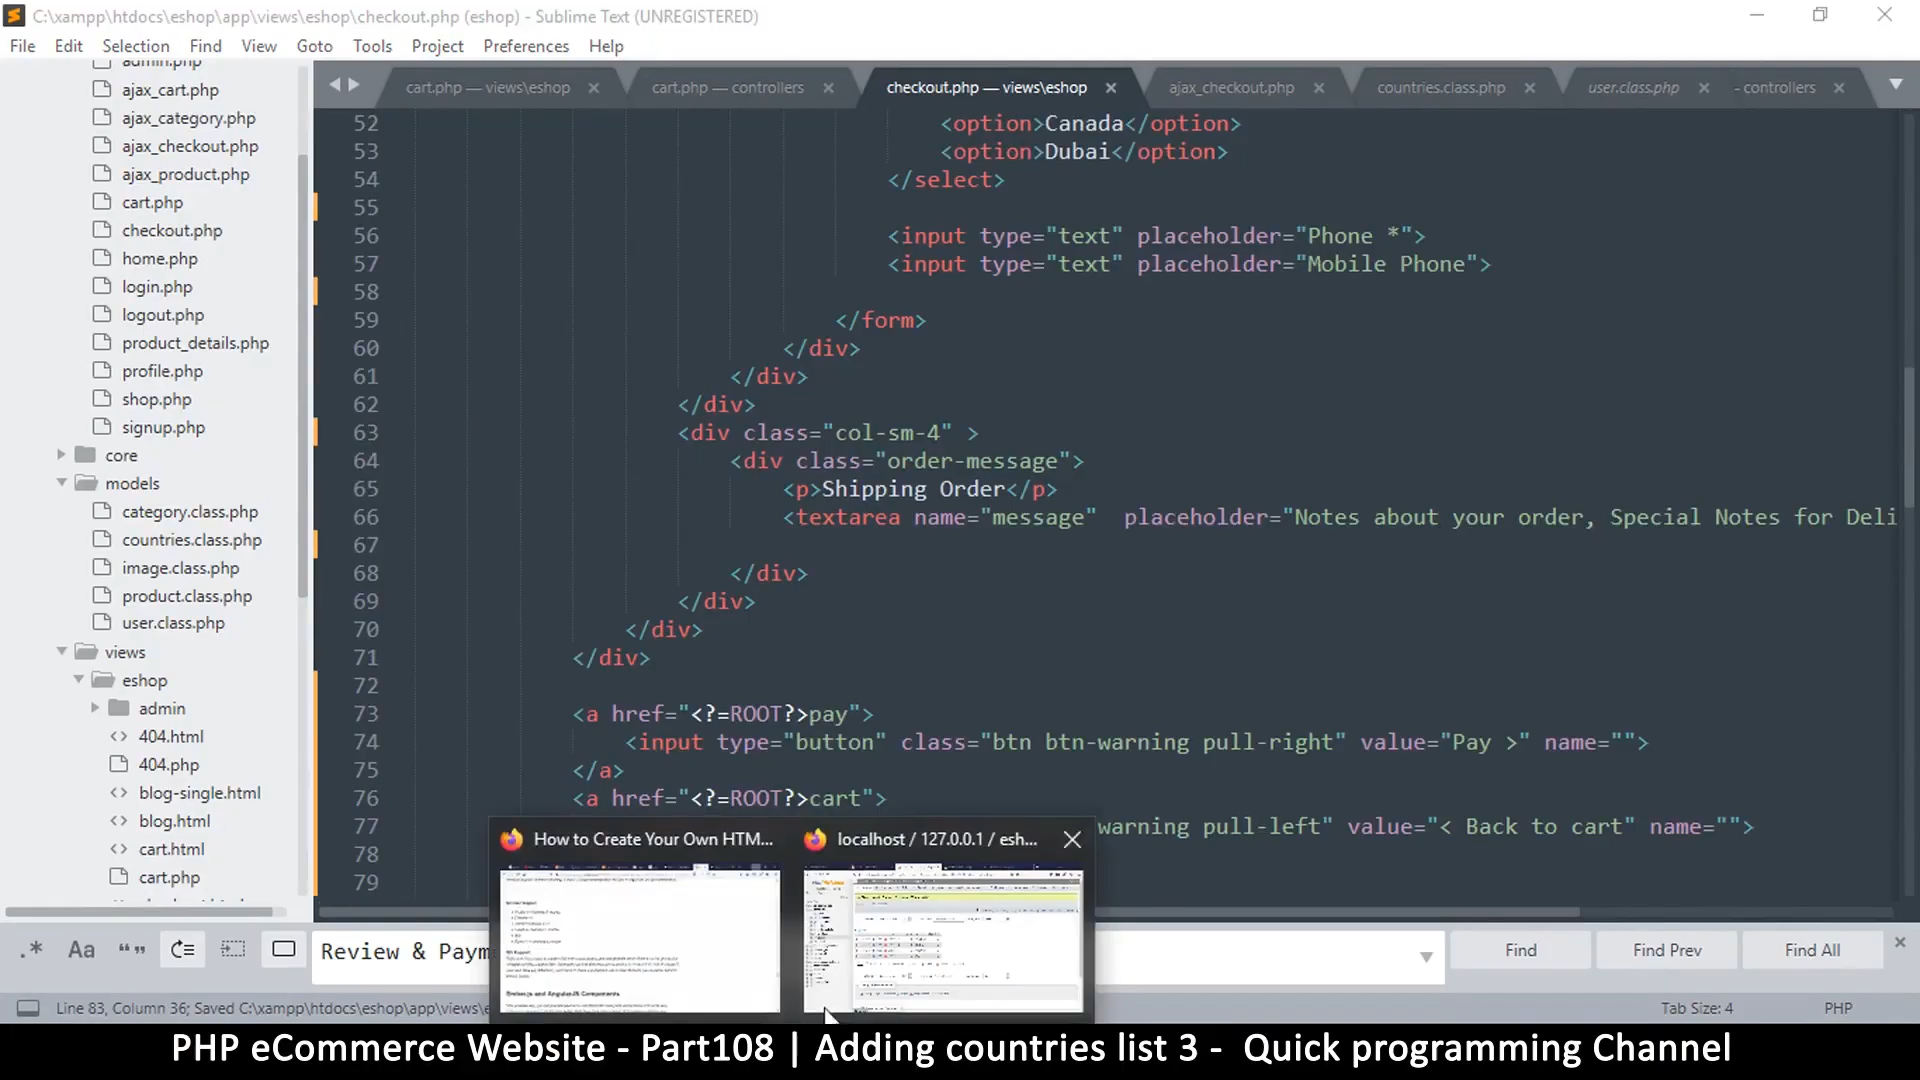 C:\xampp\htdocs\eshop\app\views\eshop\checkout.php (eshop) - Sublime Text (UNREGISTERED)
File Edit Selection Find View Goto Tools Project Preferences Help
admin.php
ajax_cart.php
ajax_category.php
ajax_checkout.php
ajax_product.php
cart.php
checkout.php
home.php
login.php
logout.php
product_details.php
profile.php
shop.php
signup.php
core
models
category.class.php
countries.class.php
image.class.php
product.class.php
user.class.php
views
eshop
admin
404.html
404.php
blog-single.html
blog.html
cart.html
cart.php
cart.php — views\eshop cart.php — controllers checkout.php — views\eshop ajax_checkout.php countries.class.php user.class.php - controllers
52 <option>Canada</option>
53 <option>Dubai</option>
54 </select>
55
56 <input type="text" placeholder="Phone *">
57 <input type="text" placeholder="Mobile Phone">
58
59 </form>
60 </div>
61 </div>
62 </div>
63 <div class="col-sm-4" >
64 <div class="order-message">
65 <p>Shipping Order</p>
66 <textarea name="message"  placeholder="Notes about your order, Special Notes for Deli
67
68 </div>
69 </div>
70 </div>
71 </div>
72
73 <a href="<?=ROOT?>pay">
74 <input type="button" class="btn btn-warning pull-right" value="Pay >" name="">
75 </a>
76 <a href="<?=ROOT?>cart">
77 warning pull-left" value="< Back to cart" name="">
78
79
How to Create Your Own HTM... localhost / 127.0.0.1 / esh...
.* Aa “ ” Review & Paym Find Find Prev Find All
Line 83, Column 36; Saved C:\xampp\htdocs\eshop\app\views\e Tab Size: 4 PHP
PHP eCommerce Website - Part108 | Adding countries list 3 - Quick programming Channel